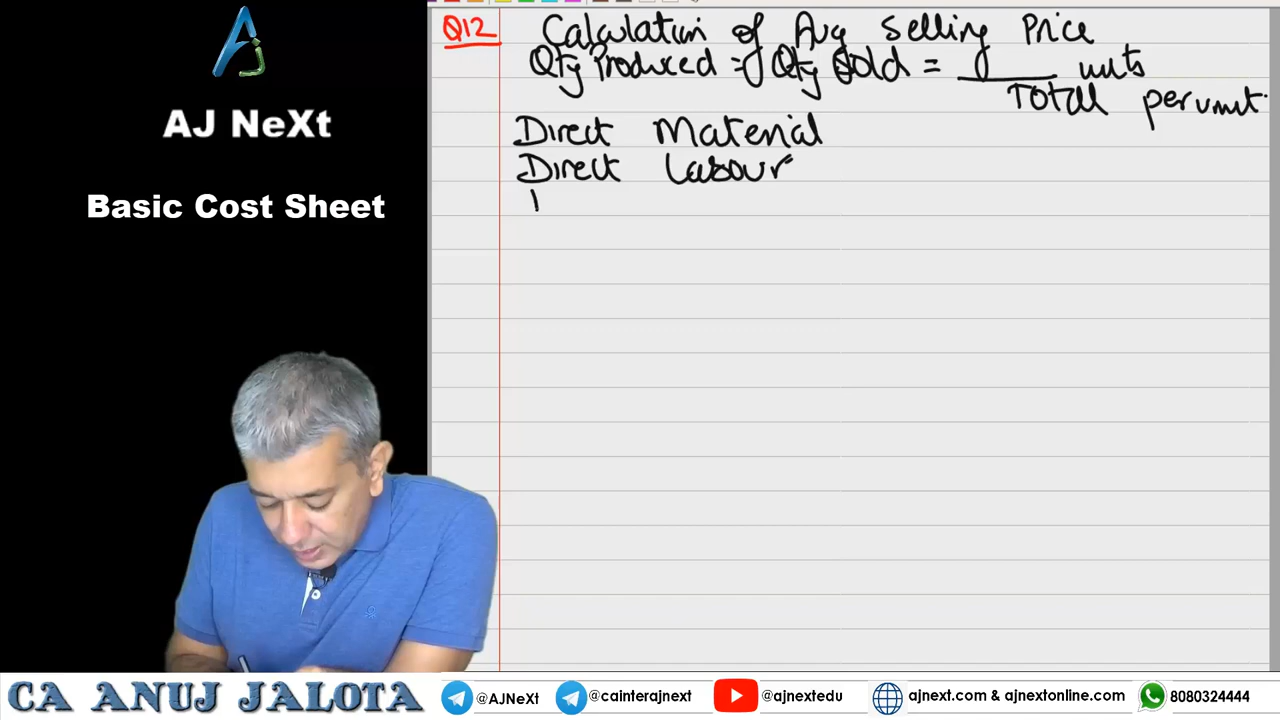 AJ NeXt
Basic Cost Sheet
Q12 Calculation of Avg Selling Price
Qty Produced = Qty Sold = ______ units
Total per unit
Direct Material
Direct Labour
CA ANUJ JALOTA @AJNeXt @cainterajnext @ajnextedu ajnext.com & ajnextonline.com 8080324444